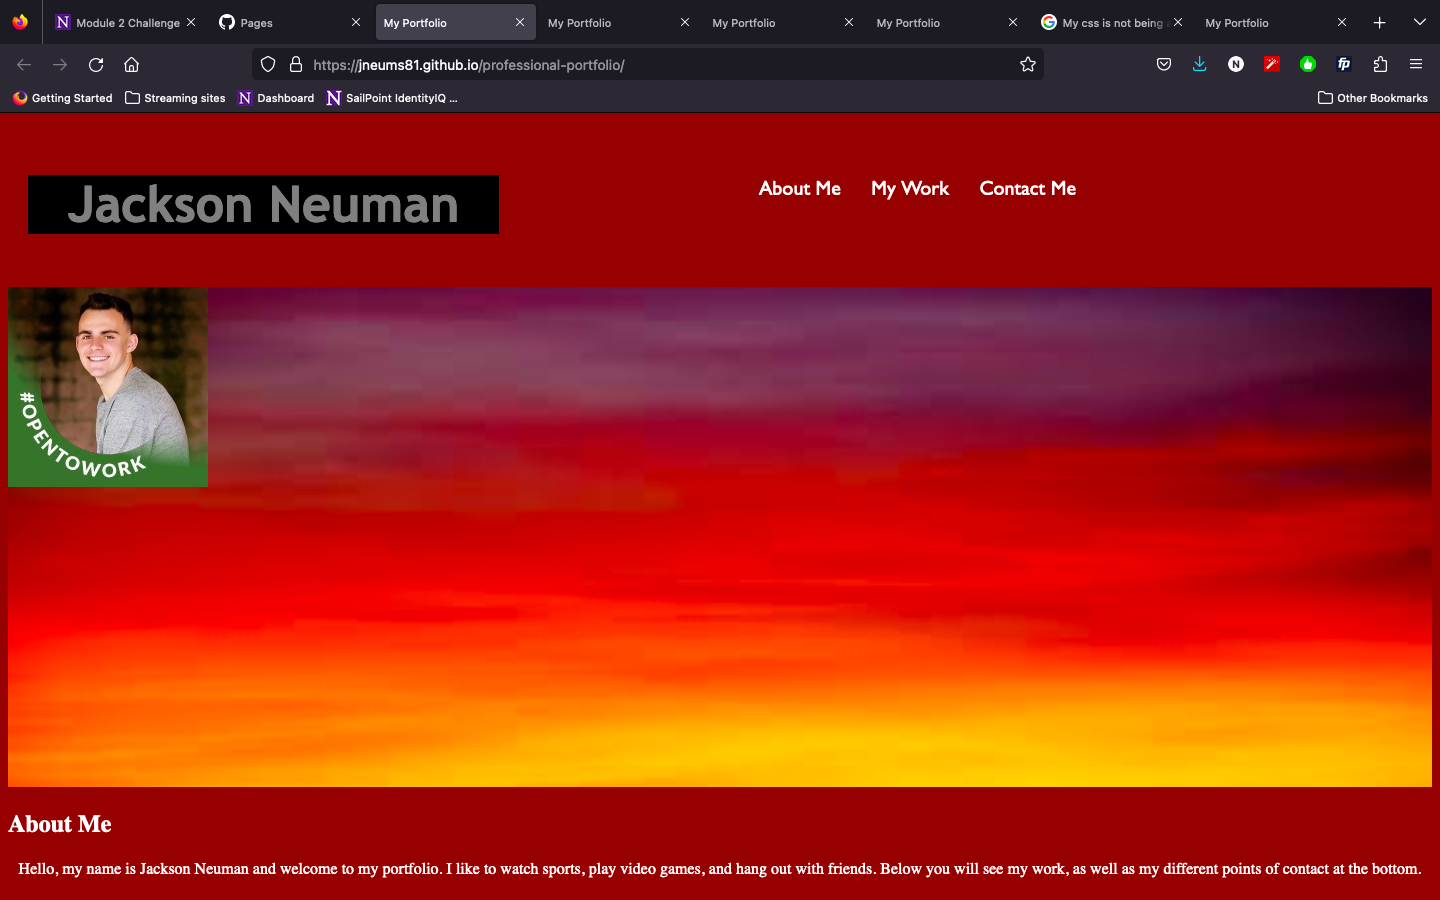 Module 2 Challenge
Pages
My Portfolio
My Portfolio
My Portfolio
My Portfolio
My css is not being
My Portfolio
https://jneums81.github.io/professional-portfolio/
Getting Started
Streaming sites
Dashboard
SailPoint IdentityIQ ...
Other Bookmarks
Jackson Neuman
About Me
My Work
Contact Me
#OPENTOWORK
About Me
Hello, my name is Jackson Neuman and welcome to my portfolio. I like to watch sports, play video games, and hang out with friends. Below you will see my work, as well as my different points of contact at the bottom.